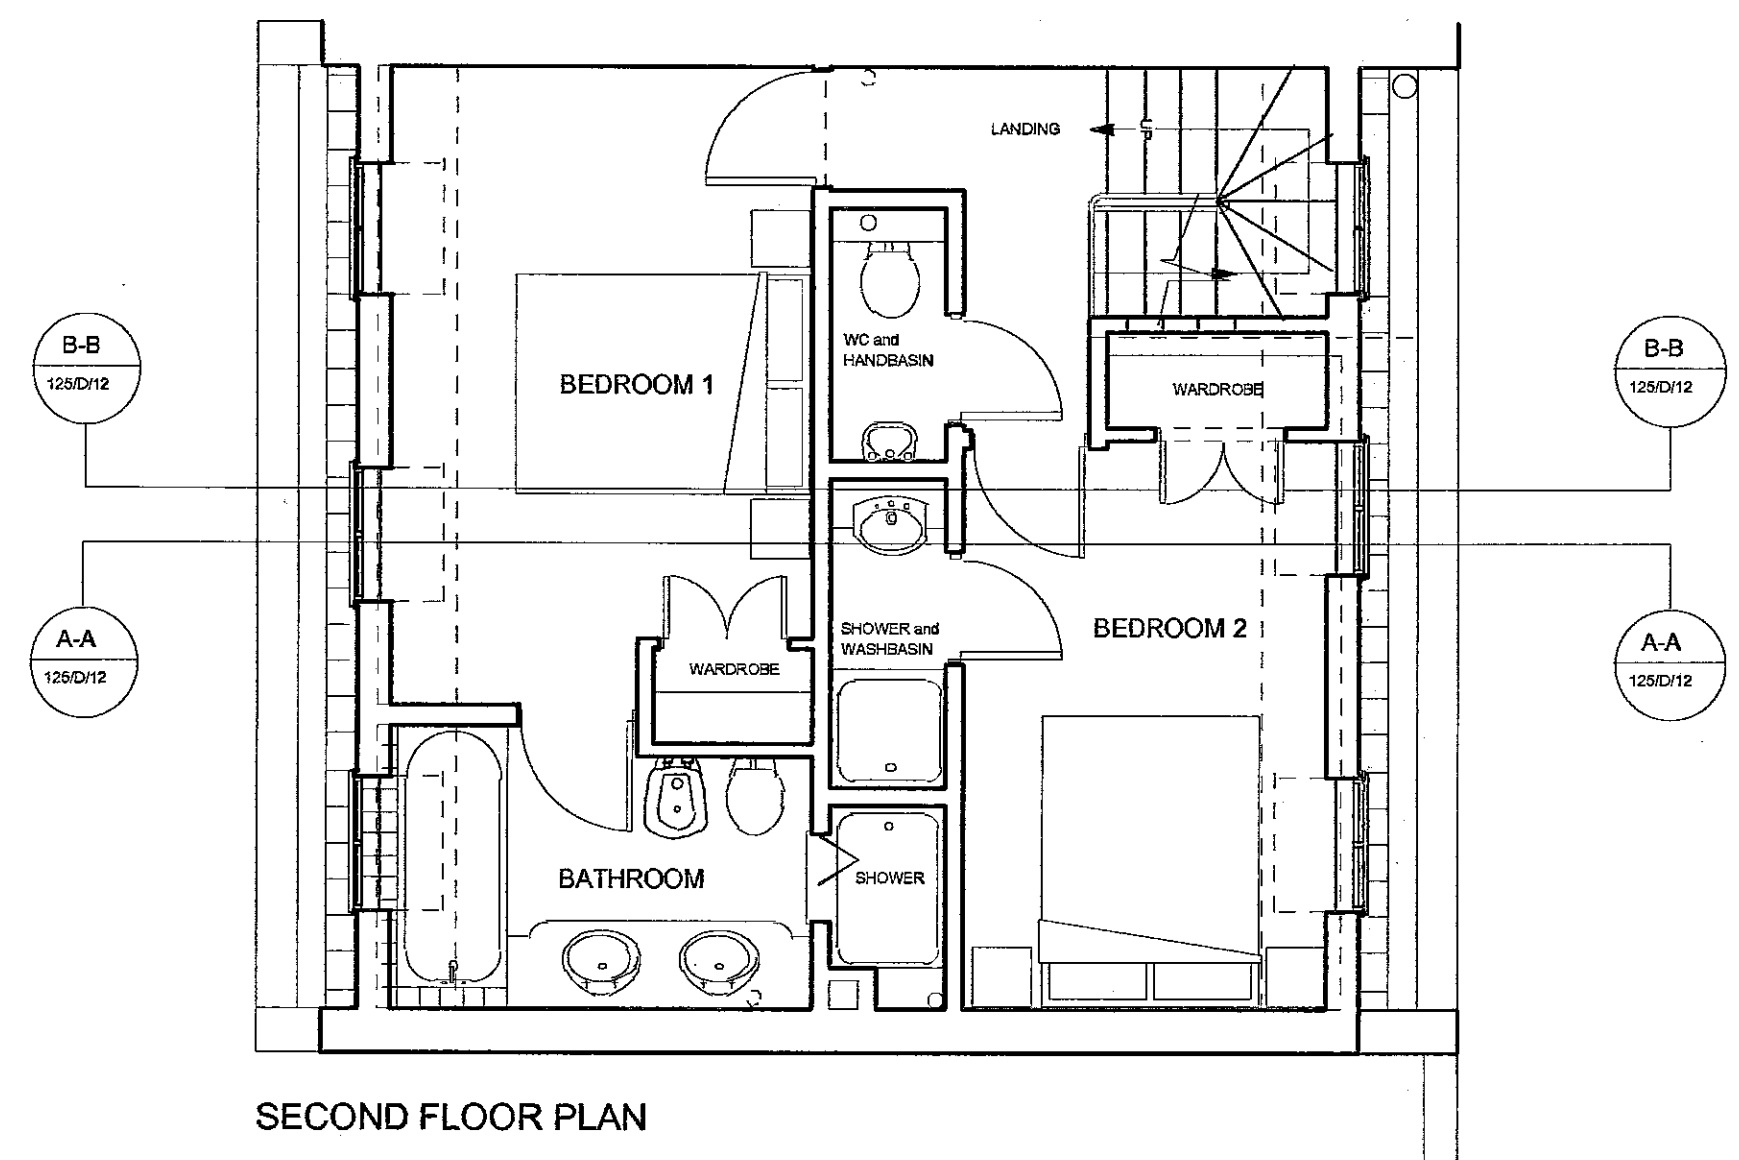 LANDING
UP
B-B
125/D/12
WC and
HANDBASIN
BEDROOM 1
WARDROBE
B-B
125/D/12
A-A
125/D/12
SHOWER and
WASHBASIN
BEDROOM 2
WARDROBE
A-A
125/D/12
BATHROOM
SHOWER
SECOND FLOOR PLAN